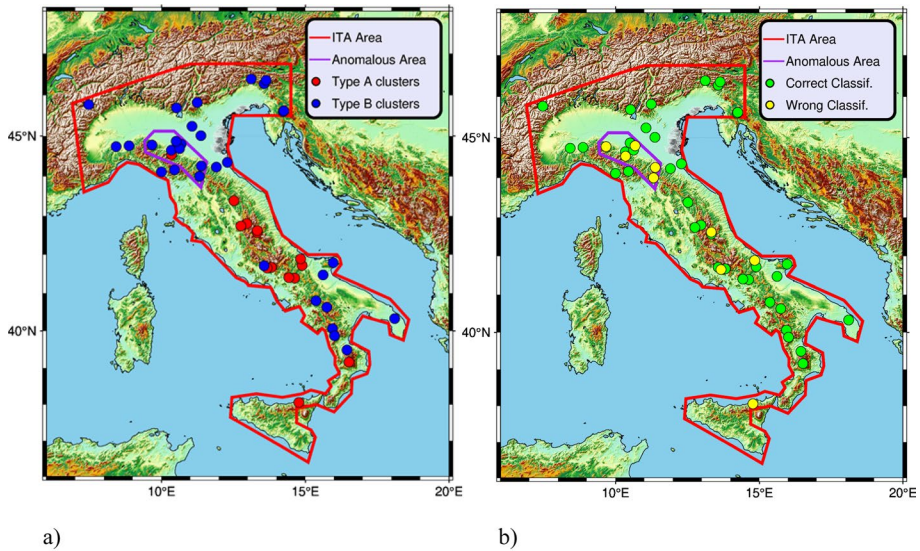 ITA Area
Anomalous Area
Type A clusters
Type B clusters
45°N
40°N
10°E
15°E
20°E
a)
ITA Area
Anomalous Area
Correct Classif.
Wrong Classif.
45°N
40°N
10°E
15°E
20°E
b)